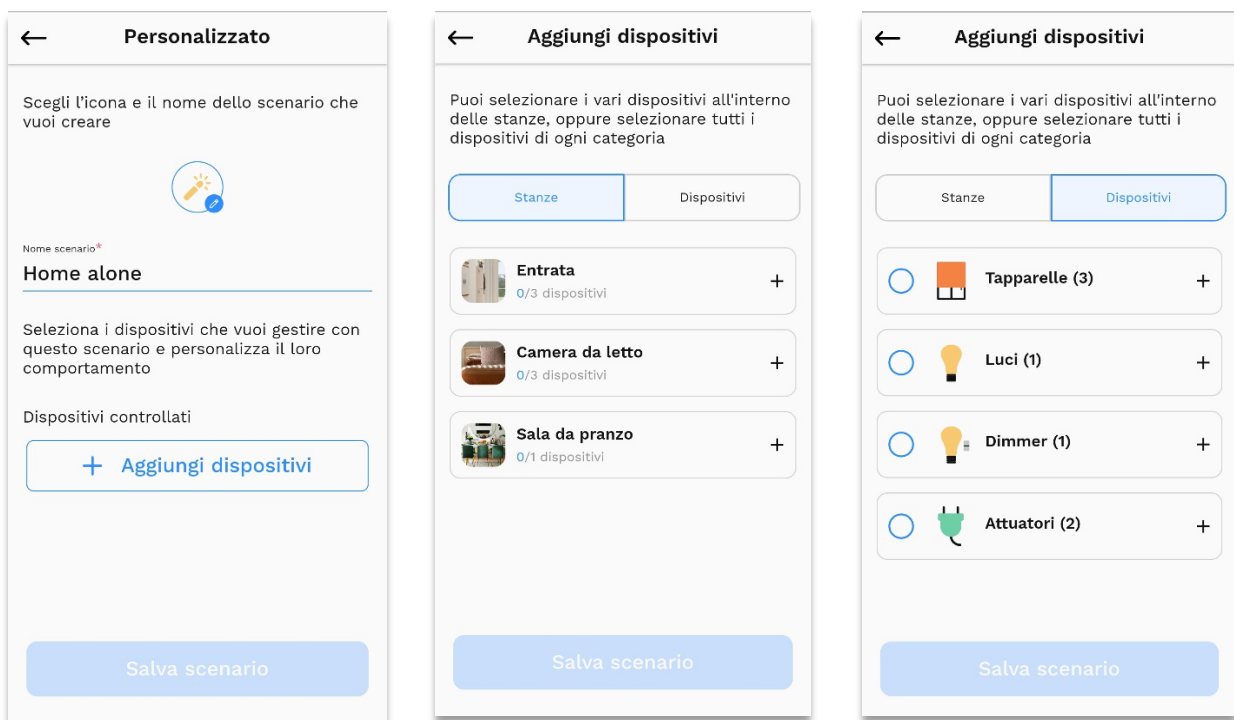 Personalizzato
Scegli l'icona e il nome dello scenario che
vuoi creare
Nome scenario*
Home alone
Seleziona i dispositivi che vuoi gestire con
questo scenario e personalizza il loro
comportamento
Dispositivi controllati
+ Aggiungi dispositivi
Salva scenario
Aggiungi dispositivi
Puoi selezionare i vari dispositivi all'interno
delle stanze, oppure selezionare tutti i
dispositivi di ogni categoria
Stanze Dispositivi
Entrata
0/3 dispositivi
+
Camera da letto
0/3 dispositivi
+
Sala da pranzo
0/1 dispositivi
+
Salva scenario
Aggiungi dispositivi
Puoi selezionare i vari dispositivi all'interno
delle stanze, oppure selezionare tutti i
dispositivi di ogni categoria
Stanze Dispositivi
Tapparelle (3) +
Luci (1) +
Dimmer (1) +
Attuatori (2) +
Salva scenario